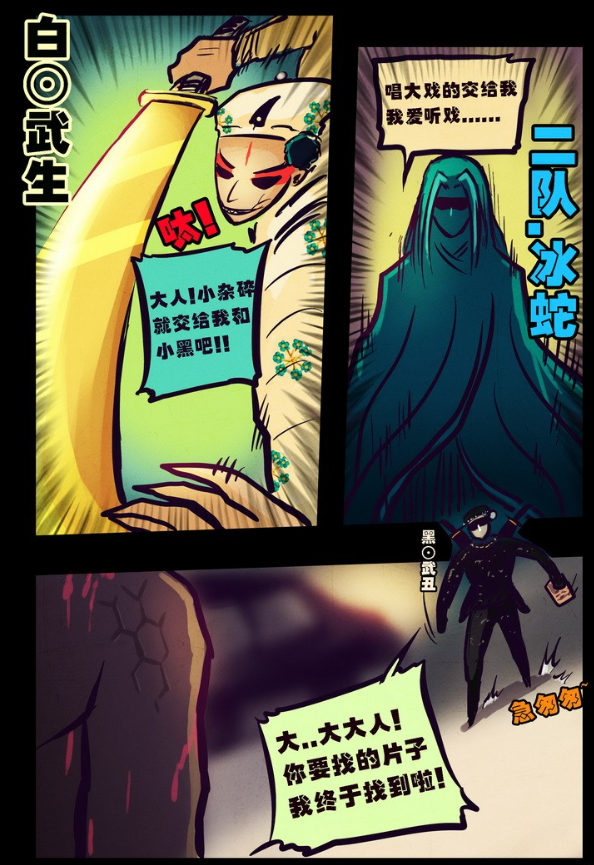 白◎武生
呔!
大人!小杂碎
就交给我和
小黑吧!!
唱大戏的交给我
我爱听戏......
二队·冰蛇
黑◎武丑
急匆匆~
大..大大人!
你要找的片子
我终于找到啦!